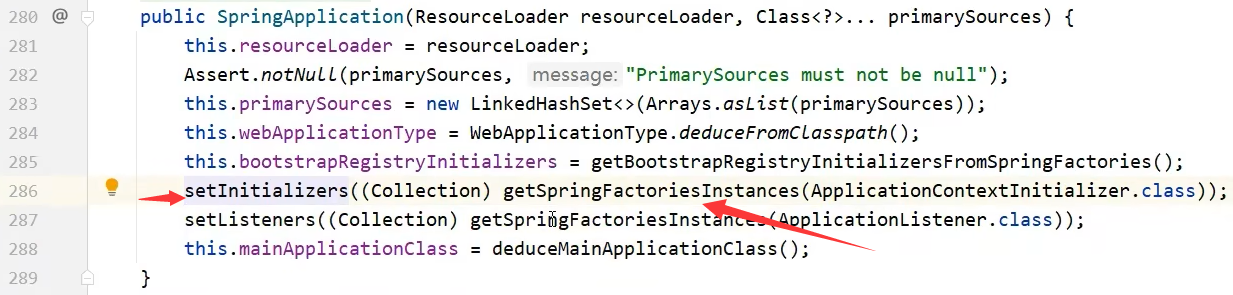 280 @ public SpringApplication(ResourceLoader resourceLoader, Class<?>... primarySources) {
281 this.resourceLoader = resourceLoader;
282 Assert.notNull(primarySources, message: "PrimarySources must not be null");
283 this.primarySources = new LinkedHashSet<>(Arrays.asList(primarySources));
284 this.webApplicationType = WebApplicationType.deduceFromClasspath();
285 this.bootstrapRegistryInitializers = getBootstrapRegistryInitializersFromSpringFactories();
286 setInitializers((Collection) getSpringFactoriesInstances(ApplicationContextInitializer.class));
287 setListeners((Collection) getSpringFactoriesInstances(ApplicationListener.class));
288 this.mainApplicationClass = deduceMainApplicationClass();
289 }